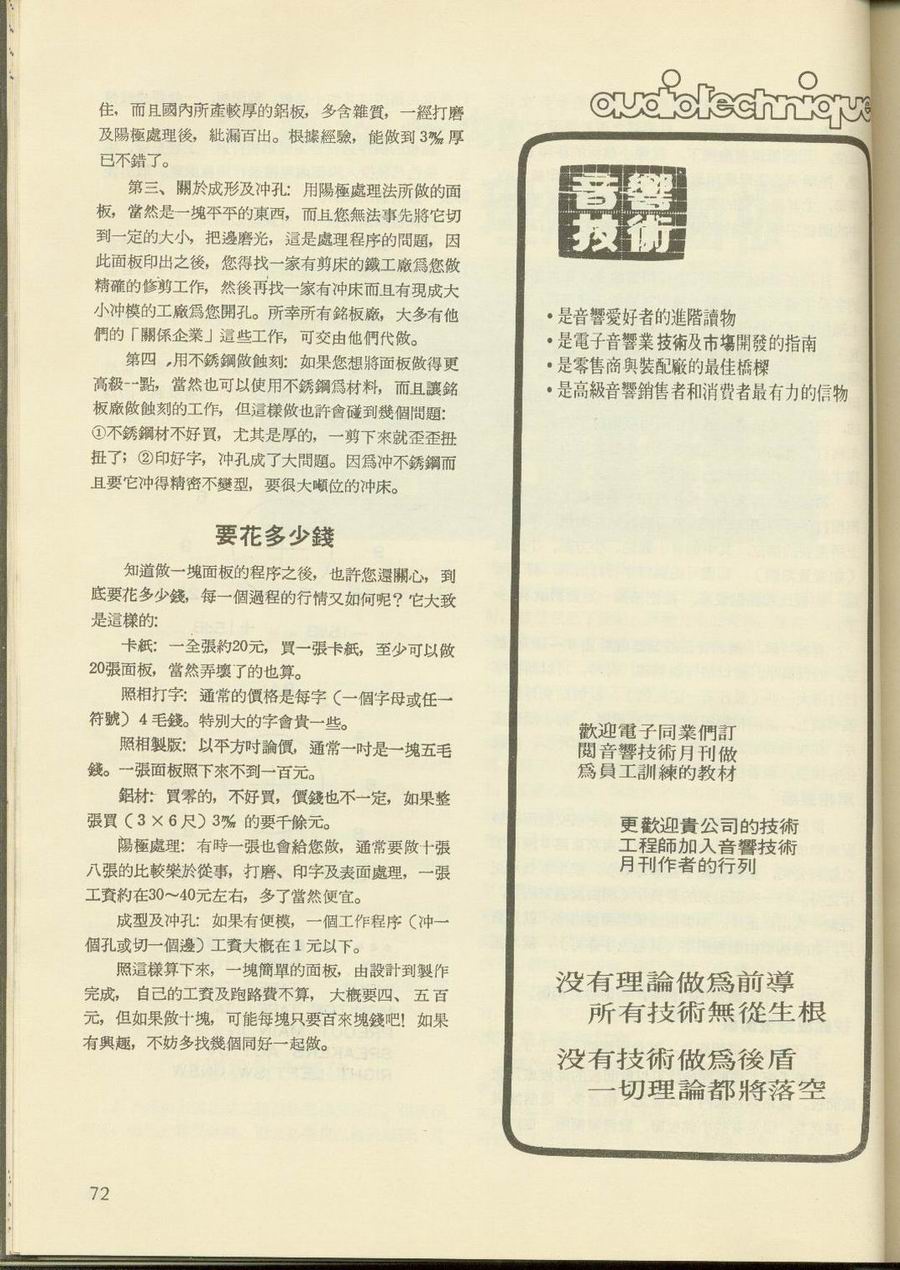 住，而且國內所產較厚的鋁板，多含雜質，一經打磨
及陽極處理後，紕漏百出。根據經驗，能做到3㎜厚
已不錯了。
第三、關於成形及冲孔：用陽極處理法所做的面
板，當然是一塊平平的東西，而且您無法事先將它切
到一定的大小，把邊磨光，這是處理程序的問題，因
此面板印出之後，您得找一家有剪床的鐵工廠爲您做
精確的修剪工作，然後再找一家有冲床而且有現成大
小冲模的工廠爲您開孔。所幸所有銘板廠，大多有他
們的「關係企業」這些工作，可交由他們代做。
第四，用不銹鋼做蝕刻：如果您想將面板做得更
高級一點，當然也可以使用不銹鋼爲材料，而且讓銘
板廠做蝕刻的工作，但這樣做也許會碰到幾個問題：
①不銹鋼材不好買，尤其是厚的，一剪下來就歪歪扭
扭了；②印好字，冲孔成了大問題。因爲冲不銹鋼而
且要它冲得精密不變型，要很大噸位的冲床。
要花多少錢
知道做一塊面板的程序之後，也許您還關心，到
底要花多少錢，每一個過程的行情又如何呢？它大致
是這樣的：
卡紙：一全張約20元，買一張卡紙，至少可以做
20張面板，當然弄壞了的也算。
照相打字：通常的價格是每字（一個字母或任一
符號）4毛錢。特別大的字會貴一些。
照相製版：以平方吋論價，通常一吋是一塊五毛
錢。一張面板照下來不到一百元。
鋁材：買零的，不好買，價錢也不一定，如果整
張買（3×6尺）3㎜的要千餘元。
陽極處理：有時一張也會給您做，通常要做十張
八張的比較樂於從事，打磨、印字及表面處理，一張
工資約在30～40元左右，多了當然便宜。
成型及冲孔：如果有便模，一個工作程序（冲一
個孔或切一個邊）工資大概在1元以下。
照這樣算下來，一塊簡單的面板，由設計到製作
完成，自己的工資及跑路費不算，大概要四、五百
元，但如果做十塊，可能每塊只要百來塊錢吧！如果
有興趣，不妨多找幾個同好一起做。
72
audiotechnique
音響
技術
•是音響愛好者的進階讀物
•是電子音響業技術及市場開發的指南
•是零售商與裝配廠的最佳橋樑
•是高級音響銷售者和消費者最有力的信物
歡迎電子同業們訂
閱音響技術月刊做
爲員工訓練的教材
更歡迎貴公司的技術
工程師加入音響技術
月刊作者的行列
没有理論做爲前導
所有技術無從生根
没有技術做爲後盾
一切理論都將落空